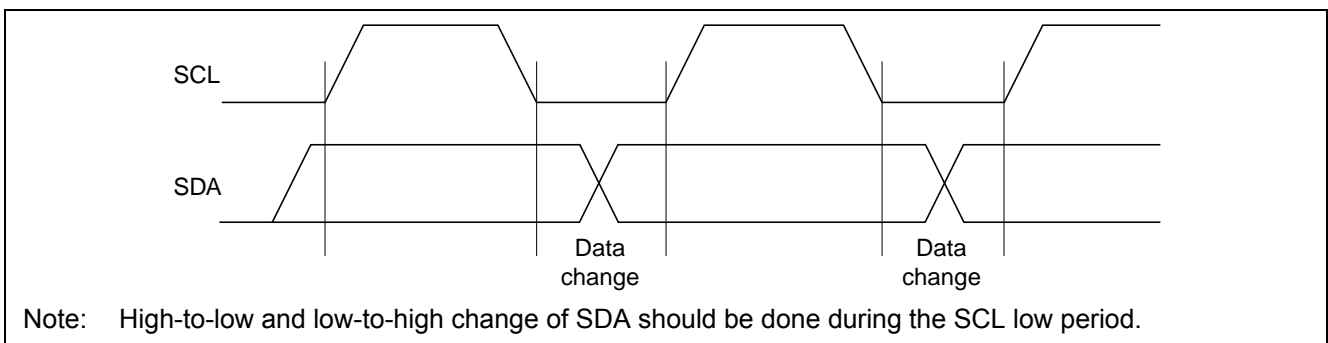 SCL
SDA
Data
change
Data
change
Note: High-to-low and low-to-high change of SDA should be done during the SCL low period.